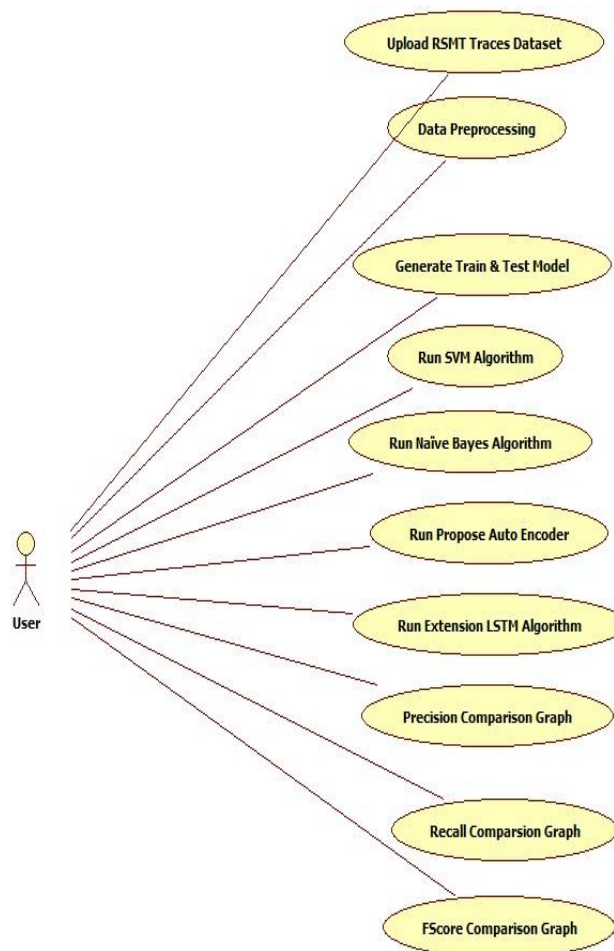 Upload RSMT Traces Dataset
Data Preprocessing
Generate Train & Test Model
Run SVM Algorithm
Run Naïve Bayes Algorithm
Run Propose Auto Encoder
User
Run Extension LSTM Algorithm
Precision Comparison Graph
Recall Comparsion Graph
FScore Comparison Graph